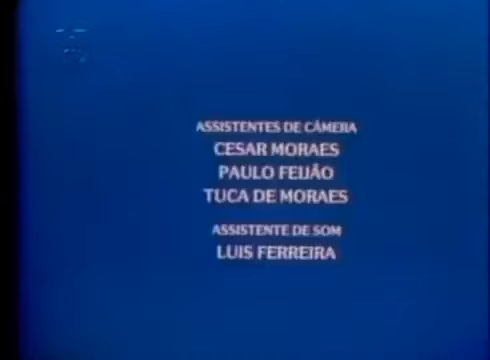 ASSISTENTES DE CÂMERA
CESAR MORAES
PAULO FEIJÃO
TUCA DE MORAES
ASSISTENTE DE SOM
LUIS FERREIRA